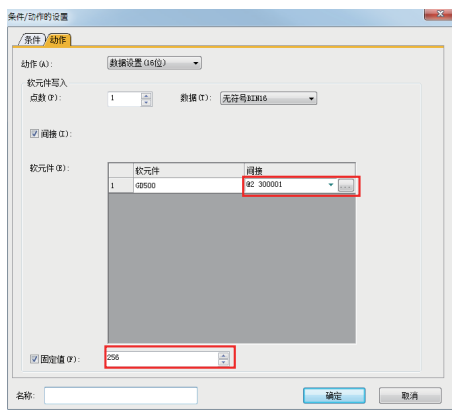 条件/动作的设置
条件 动作
动作(A): 数据设置(16位)
软元件写入
点数(P): 1 数据(T): 无符号BIN16
间接(I):
软元件(E):
软元件 间接
1 GD500 @2 300001 ...
固定值(F): 256
名称: 确定 取消